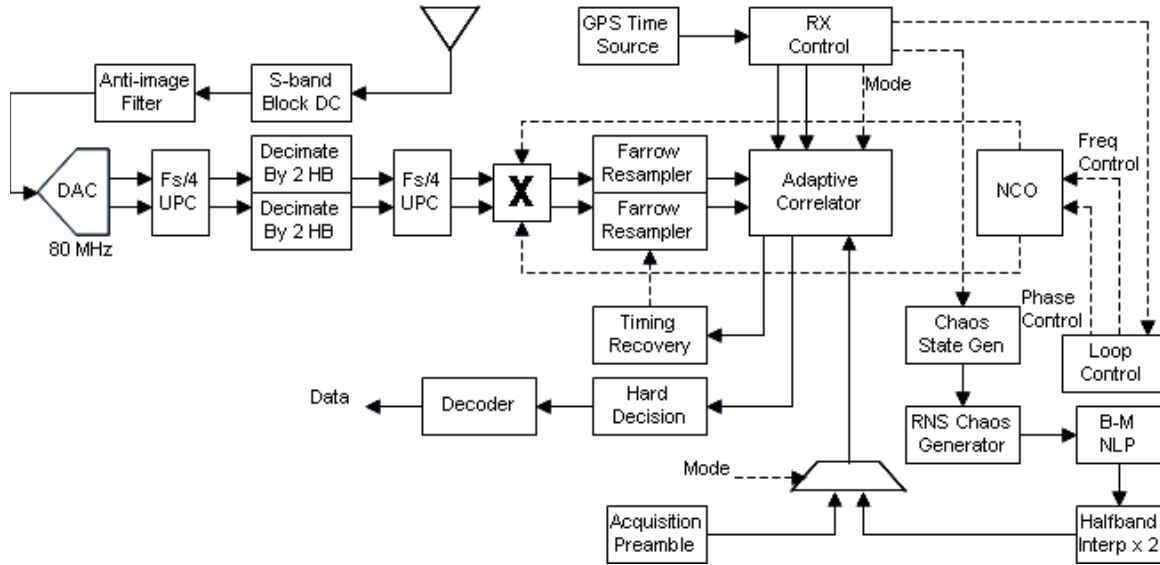 GPS Time
Source
RX
Control
Anti-image
Filter
S-band
Block DC
Mode
DAC
80 MHz
Fs/4
UPC
Decimate
By 2 HB
Decimate
By 2 HB
Fs/4
UPC
X
Farrow
Resampler
Farrow
Resampler
Adaptive
Correlator
NCO
Freq
Control
Timing
Recovery
Chaos
State Gen
Phase
Control
Loop
Control
Data
Decoder
Hard
Decision
RNS Chaos
Generator
B-M
NLP
Mode
Acquisition
Preamble
Halfband
Interp x 2